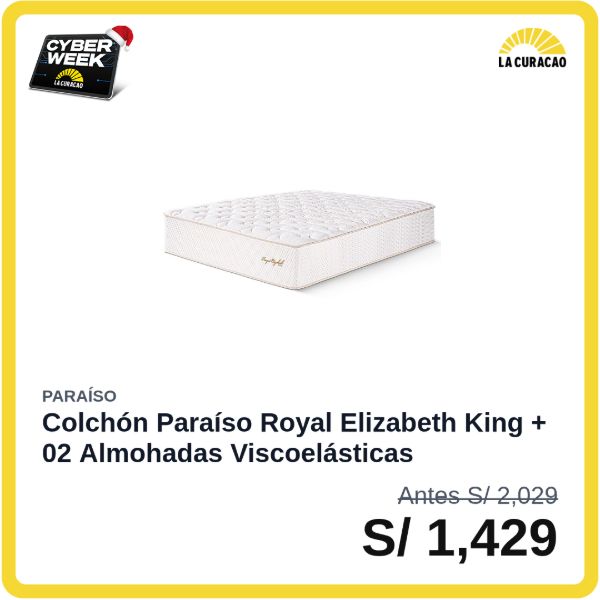 CYBER
WEEK
LA CURACAO
LA CURACAO
PARAÍSO
Colchón Paraíso Royal Elizabeth King +
02 Almohadas Viscoelásticas
Antes S/ 2,029
S/ 1,429